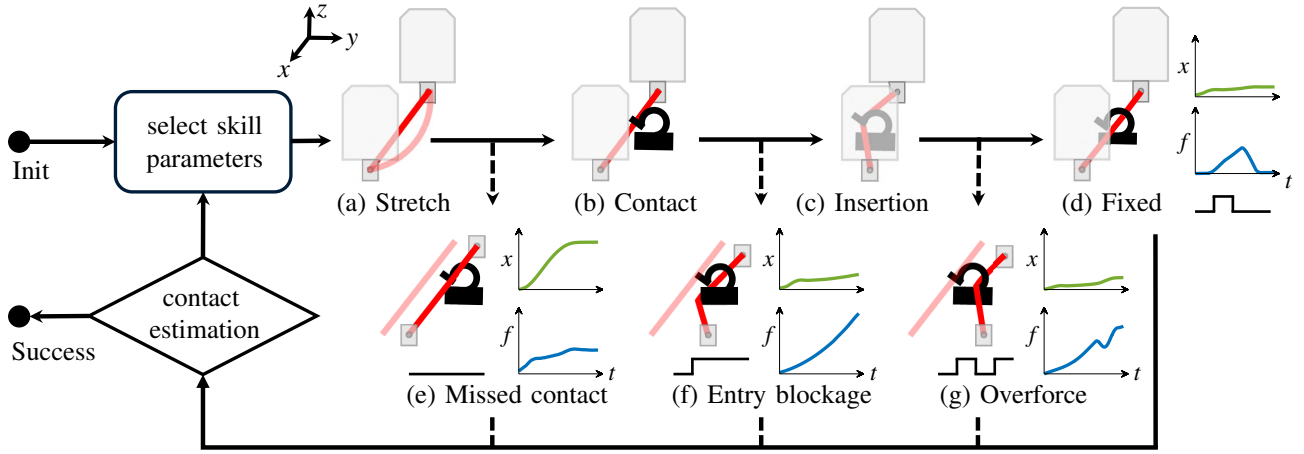 z
y
x
Init
select skill
parameters
(a) Stretch
(b) Contact
(c) Insertion
(d) Fixed
x
f
t
contact
estimation
Success
x
f
t
(e) Missed contact
x
f
t
(f) Entry blockage
x
f
t
(g) Overforce